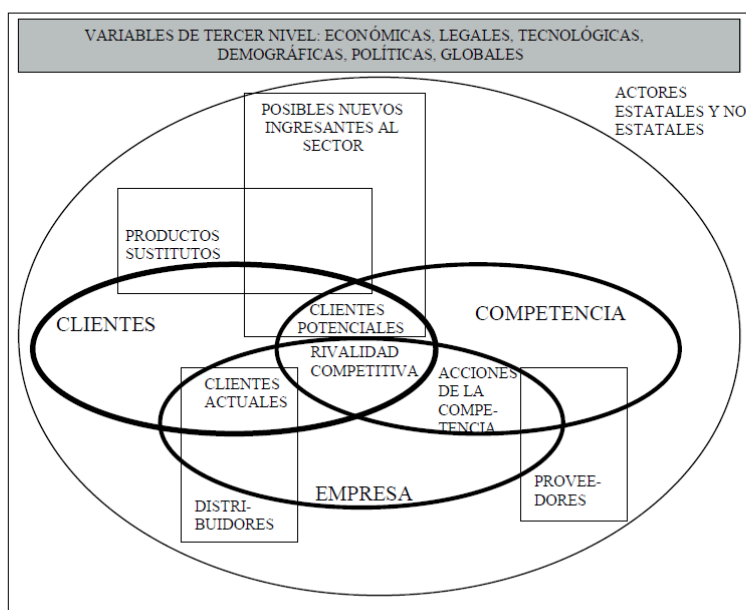 VARIABLES DE TERCER NIVEL: ECONÓMICAS, LEGALES, TECNOLÓGICAS,
DEMOGRÁFICAS, POLÍTICAS, GLOBALES
ACTORES
ESTATALES Y NO
ESTATALES
POSIBLES NUEVOS
INGRESANTES AL
SECTOR
PRODUCTOS
SUSTITUTOS
CLIENTES
CLIENTES
POTENCIALES
COMPETENCIA
RIVALIDAD
COMPETITIVA
CLIENTES
ACTUALES
ACCIONES
DE LA
COMPE-
TENCIA
EMPRESA
DISTRI-
BUIDORES
PROVEE-
DORES